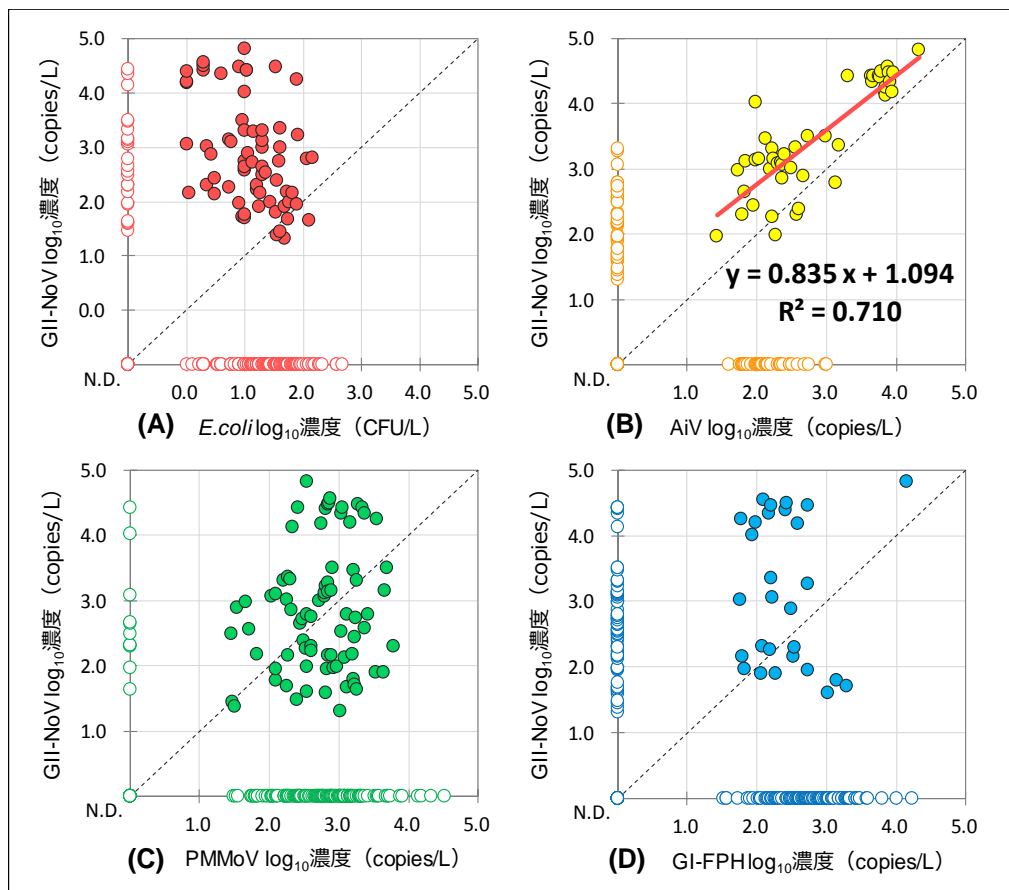 5.0
4.0
3.0
2.0
1.0
0.0
N.D.
GII-NoV log₁₀濃度（copies/L）
0.0 1.0 2.0 3.0 4.0 5.0
(A) E.coli log₁₀濃度（CFU/L）
5.0
4.0
3.0
2.0
1.0
N.D.
GII-NoV log₁₀濃度（copies/L）
y = 0.835 x + 1.094
R² = 0.710
1.0 2.0 3.0 4.0 5.0
(B) AiV log₁₀濃度（copies/L）
5.0
4.0
3.0
2.0
1.0
N.D.
GII-NoV log₁₀濃度（copies/L）
1.0 2.0 3.0 4.0 5.0
(C) PMMoV log₁₀濃度（copies/L）
5.0
4.0
3.0
2.0
1.0
N.D.
GII-NoV log₁₀濃度（copies/L）
1.0 2.0 3.0 4.0 5.0
(D) GI-FPH log₁₀濃度（copies/L）